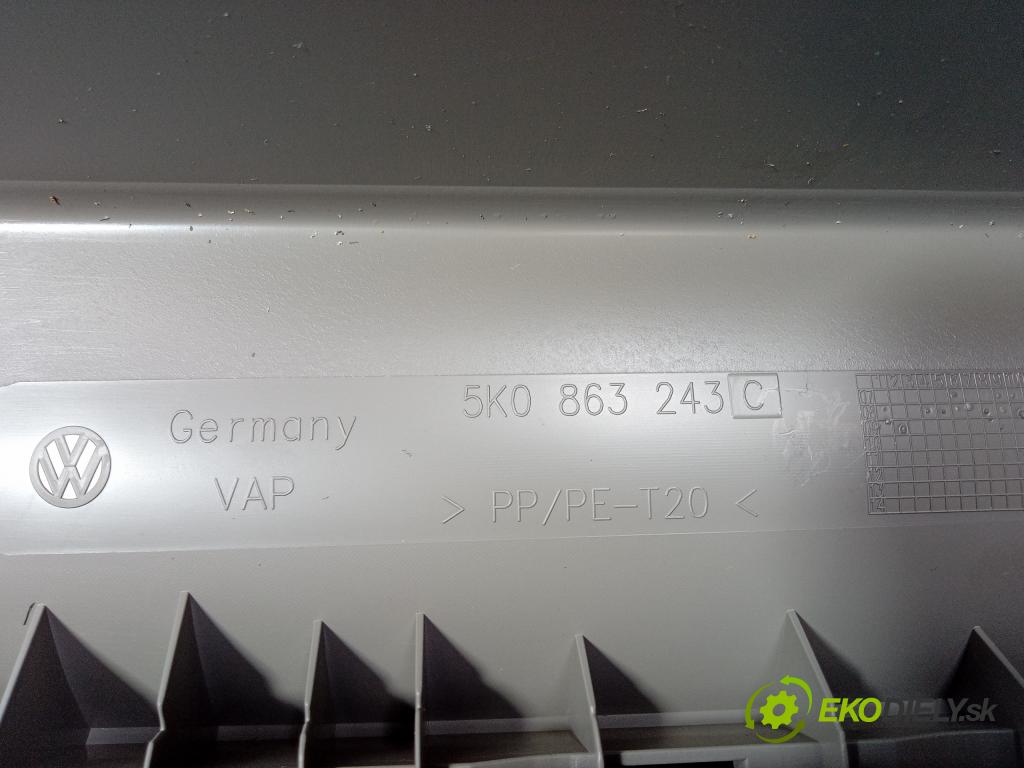 5K0 863 243 C
Germany
VAP
> PP/PE-T20 <
EKODIELY.sk